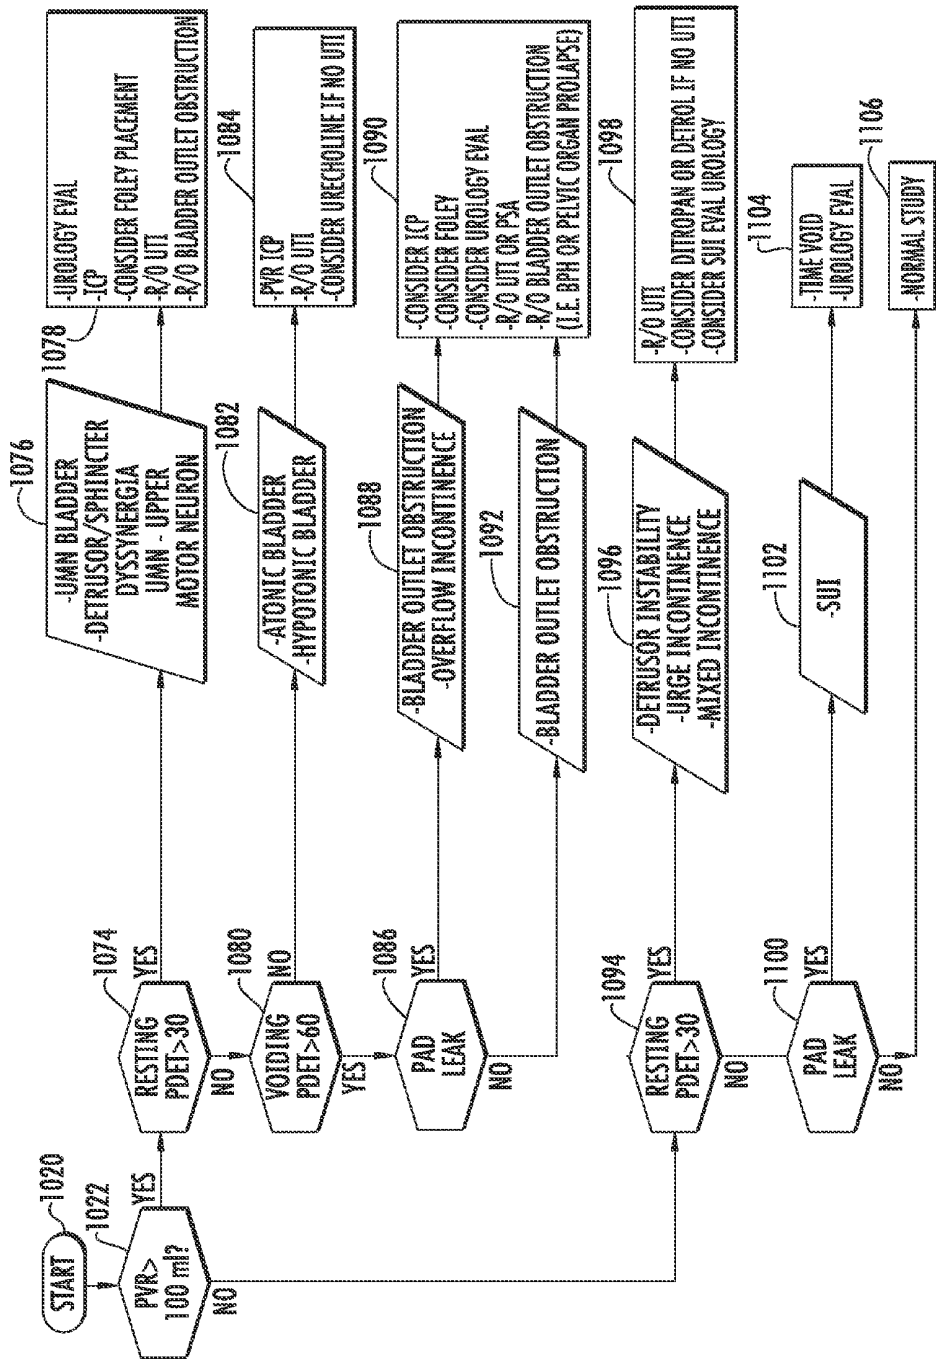 START
1020
PVR>
100 ml?
1022
YES
NO
RESTING
PDET>30
1074
YES
NO
-UMN BLADDER
-DETRUSOR/SPHINCTER
DYSSYNERGIA
UMN - UPPER
MOTOR NEURON
1076
-UROLOGY EVAL
-ICP
-CONSIDER FOLEY PLACEMENT
-R/O UTI
-R/O BLADDER OUTLET OBSTRUCTION
1078
VOIDING
PDET>60
1080
NO
YES
-ATONIC BLADDER
-HYPOTONIC BLADDER
1082
-PVR ICP
-R/O UTI
-CONSIDER URECHOLINE IF NO UTI
1084
PAD
LEAK
1086
YES
NO
-BLADDER OUTLET OBSTRUCTION
-OVERFLOW INCONTINENCE
1088
-CONSIDER ICP
-CONSIDER FOLEY
-CONSIDER UROLOGY EVAL
-R/O UTI OR PSA
-R/O BLADDER OUTLET OBSTRUCTION
(I.E. BPH OR PELVIC ORGAN PROLAPSE)
1090
-BLADDER OUTLET OBSTRUCTION
1092
RESTING
PDET>30
1094
YES
NO
-DETRUSOR INSTABILITY
-URGE INCONTINENCE
-MIXED INCONTINENCE
1096
-R/O UTI
-CONSIDER DITROPAN OR DETROL IF NO UTI
-CONSIDER SUI EVAL UROLOGY
1098
PAD
LEAK
1100
YES
NO
-SUI
1102
-TIME VOID
-UROLOGY EVAL
1104
-NORMAL STUDY
1106